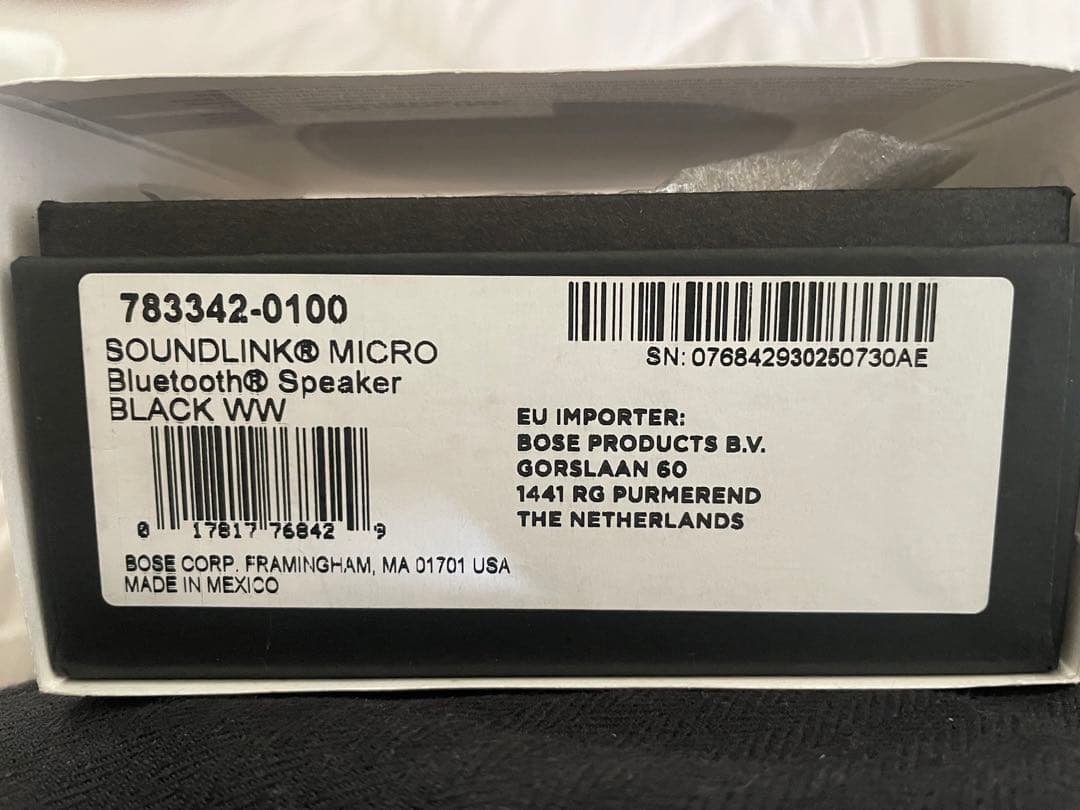 783342-0100
SOUNDLINK® MICRO
Bluetooth® Speaker
BLACK WW
0 17817 76842 9
BOSE CORP. FRAMINGHAM, MA 01701 USA
MADE IN MEXICO
SN: 076842930250730AE
EU IMPORTER:
BOSE PRODUCTS B.V.
GORSLAAN 60
1441 RG PURMEREND
THE NETHERLANDS